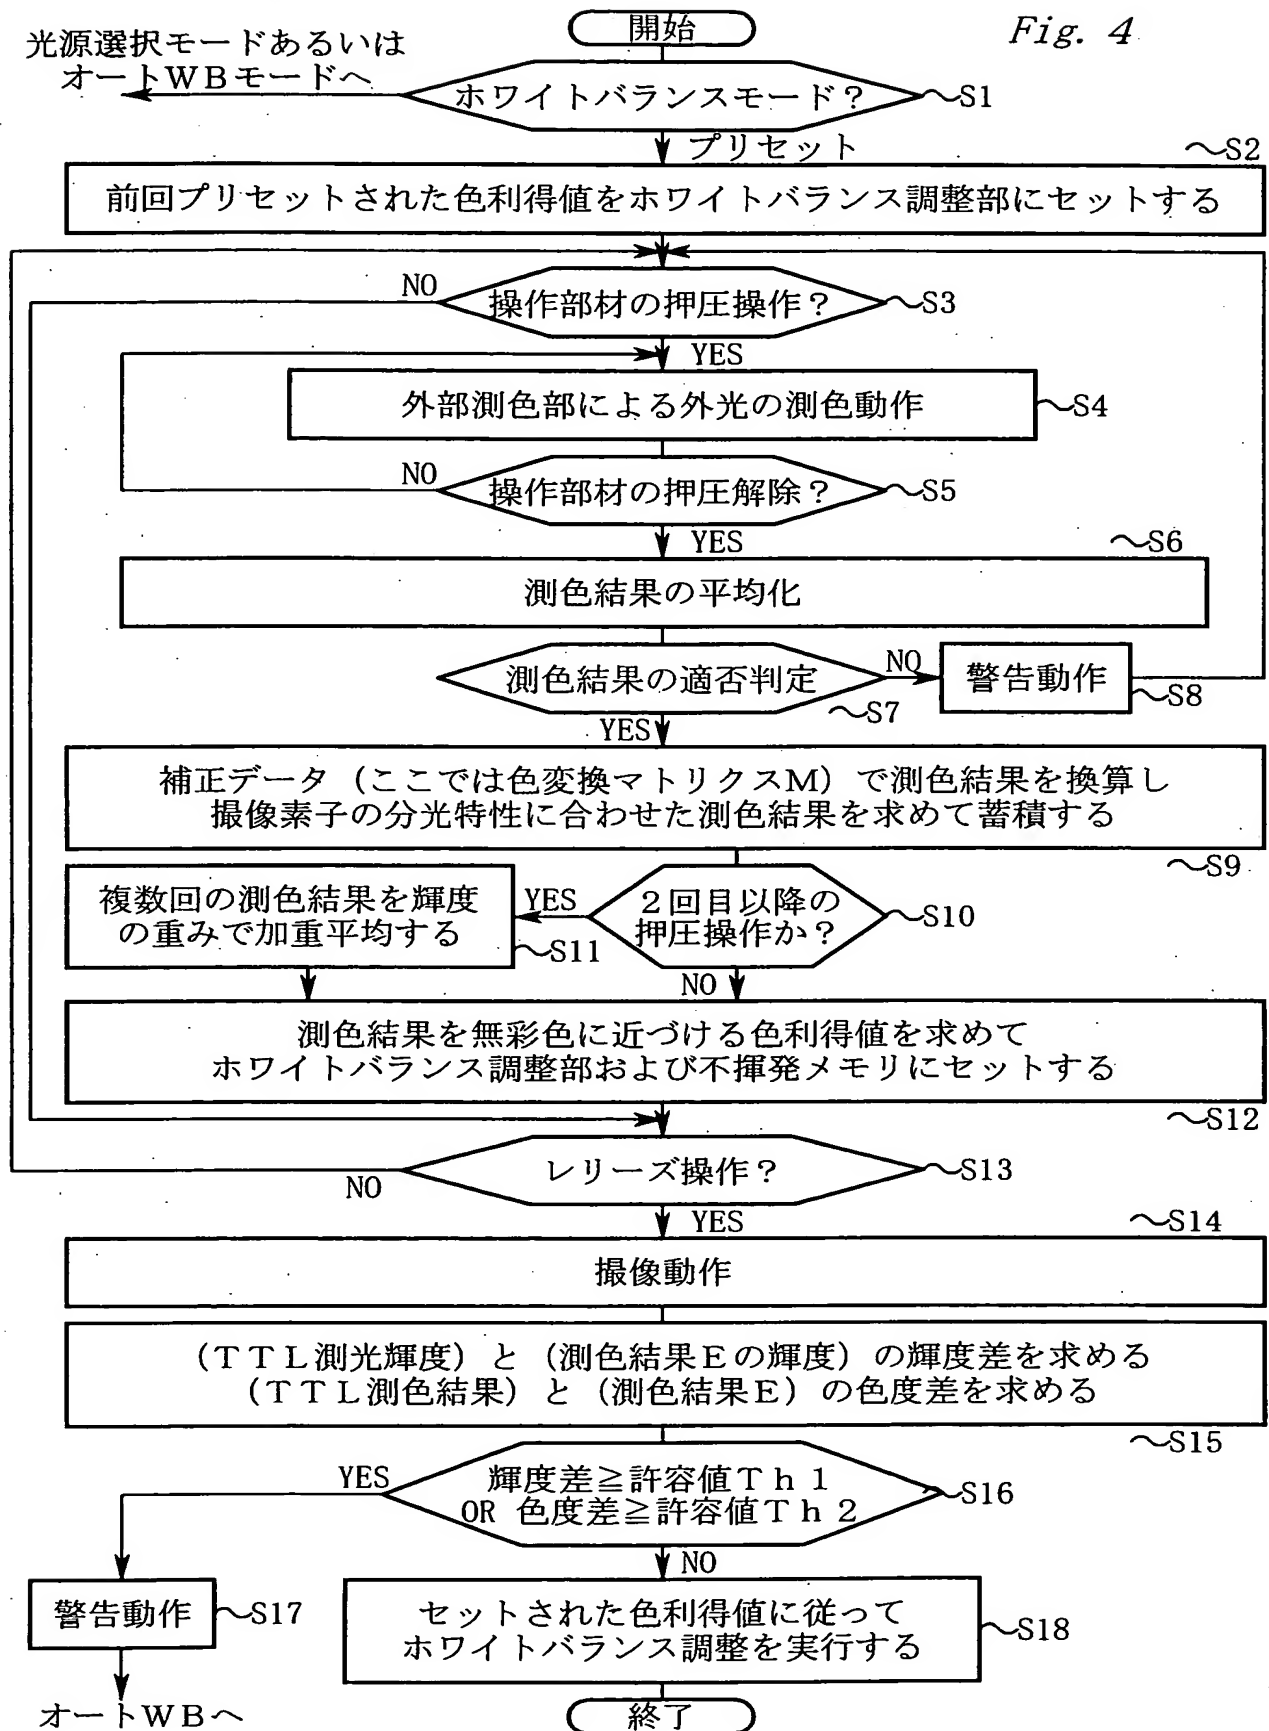 Fig. 4
開始
光源選択モードあるいは
オートWBモードへ
ホワイトバランスモード？
S1
プリセット
S2
前回プリセットされた色利得値をホワイトバランス調整部にセットする
NO
操作部材の押圧操作？
S3
YES
外部測色部による外光の測色動作
S4
NO
操作部材の押圧解除？
S5
YES
S6
測色結果の平均化
測色結果の適否判定
NO
警告動作
S8
S7
YES
補正データ（ここでは色変換マトリクスM）で測色結果を換算し
撮像素子の分光特性に合わせた測色結果を求めて蓄積する
S9
複数回の測色結果を輝度
の重みで加重平均する
S11
YES
２回目以降の
押圧操作か？
S10
NO
測色結果を無彩色に近づける色利得値を求めて
ホワイトバランス調整部および不揮発メモリにセットする
S12
レリーズ操作？
S13
NO
YES
S14
撮像動作
（ＴＴＬ測光輝度）と（測色結果Ｅの輝度）の輝度差を求める
（ＴＴＬ測色結果）と（測色結果Ｅ）の色度差を求める
S15
YES
輝度差≧許容値Ｔｈ１
OR 色度差≧許容値Ｔｈ２
S16
NO
警告動作
S17
セットされた色利得値に従って
ホワイトバランス調整を実行する
S18
オートＷＢへ
終了